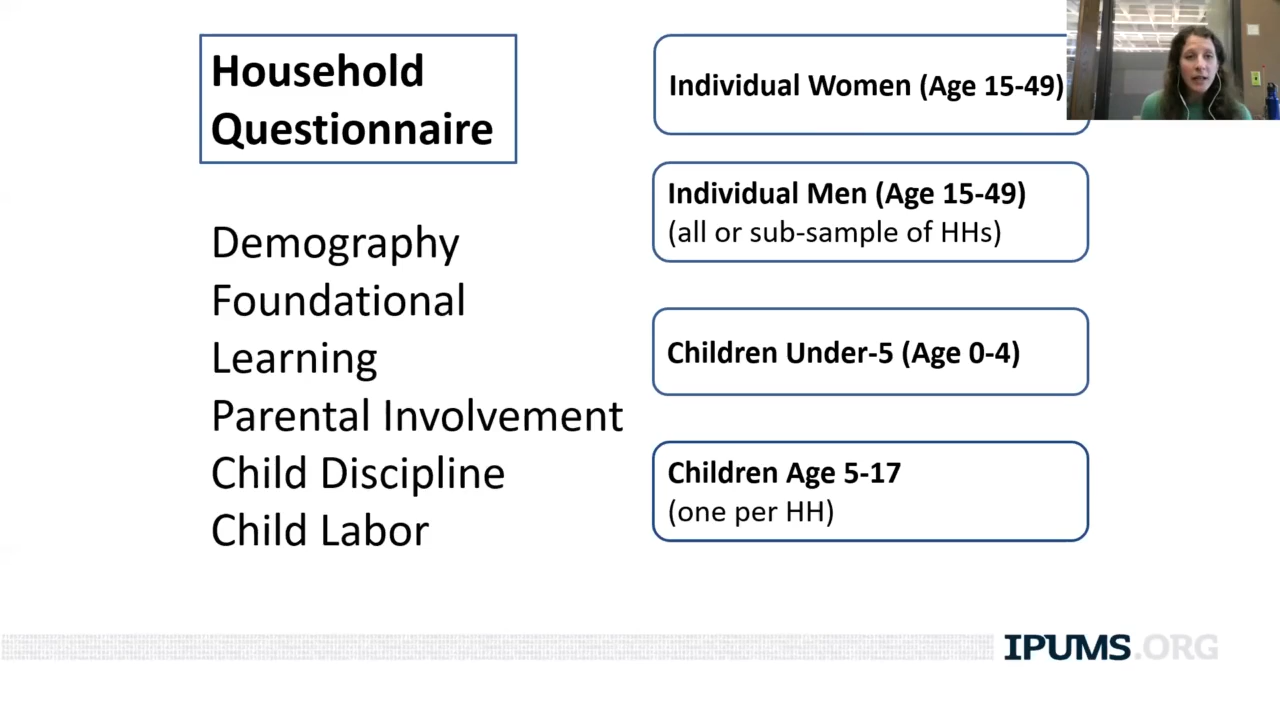 Household
Questionnaire
Demography
Foundational
Learning
Parental Involvement
Child Discipline
Child Labor
Individual Women (Age 15-49)
Individual Men (Age 15-49)
(all or sub-sample of HHs)
Children Under-5 (Age 0-4)
Children Age 5-17
(one per HH)
IPUMS.ORG